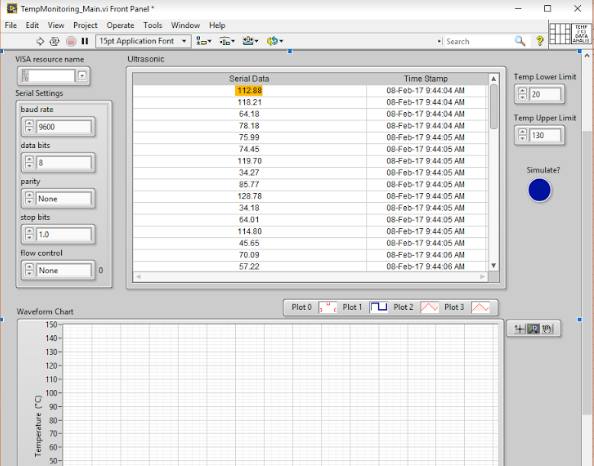 TempMonitoring_Main.vi Front Panel *
File Edit View Project Operate Tools Window Help
15pt Application Font
Search
TEMP
DATA
VISA resource name
Ultrasonic
Serial Data Time Stamp
112.88 08-Feb-17 9:44:04 AM
118.21 08-Feb-17 9:44:04 AM
64.18 08-Feb-17 9:44:04 AM
78.18 08-Feb-17 9:44:04 AM
75.99 08-Feb-17 9:44:05 AM
74.45 08-Feb-17 9:44:05 AM
119.70 08-Feb-17 9:44:05 AM
34.27 08-Feb-17 9:44:05 AM
85.77 08-Feb-17 9:44:05 AM
128.78 08-Feb-17 9:44:05 AM
34.18 08-Feb-17 9:44:05 AM
64.01 08-Feb-17 9:44:05 AM
114.80 08-Feb-17 9:44:05 AM
45.65 08-Feb-17 9:44:05 AM
70.09 08-Feb-17 9:44:06 AM
57.22 08-Feb-17 9:44:06 AM
Serial Settings
baud rate
9600
data bits
8
parity
None
stop bits
1.0
flow control
None 0
Temp Lower Limit
20
Temp Upper Limit
130
Simulate?
Plot 0 Plot 1 Plot 2 Plot 3
Waveform Chart
150
140
130
120
110
100
90
80
70
60
50
Temperature (°C)